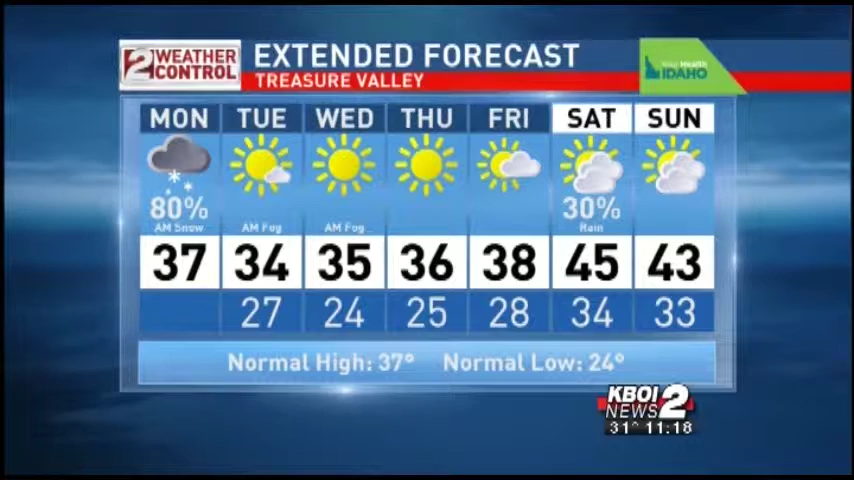 2 WEATHER CONTROL
EXTENDED FORECAST
TREASURE VALLEY
Your Health
IDAHO
MON TUE WED THU FRI SAT SUN
80% 30%
AM Snow AM Fog AM Fog Rain
37 34 35 36 38 45 43
27 24 25 28 34 33
Normal High: 37° Normal Low: 24°
KBOI
NEWS 2
31° 11:18